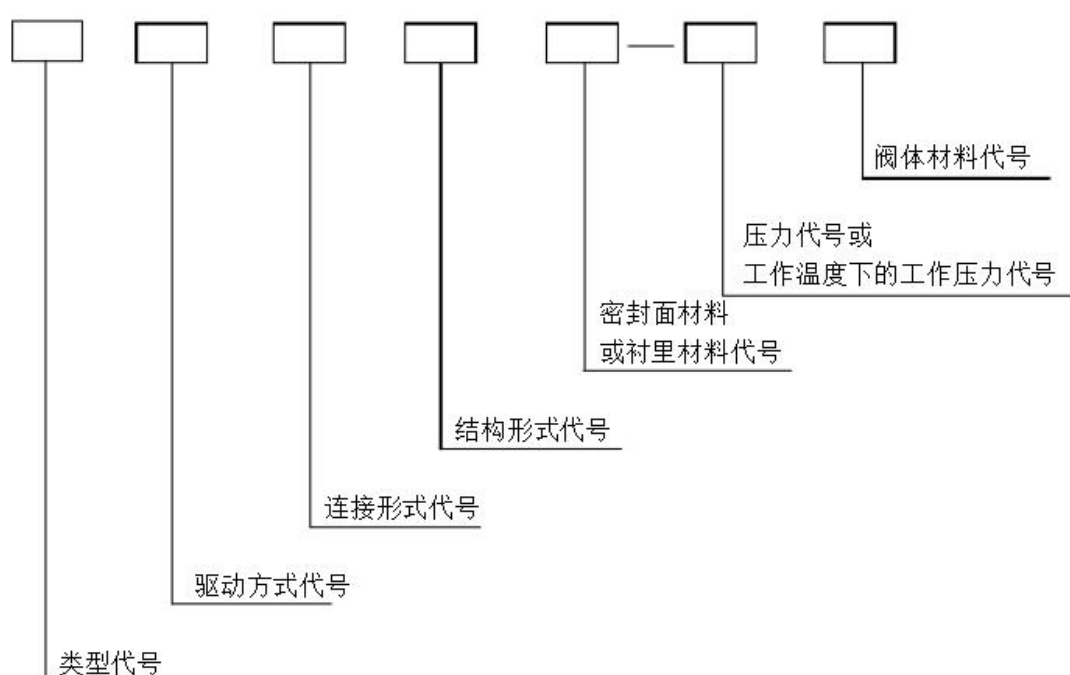 阀体材料代号
压力代号或
工作温度下的工作压力代号
密封面材料
或衬里材料代号
结构形式代号
连接形式代号
驱动方式代号
类型代号